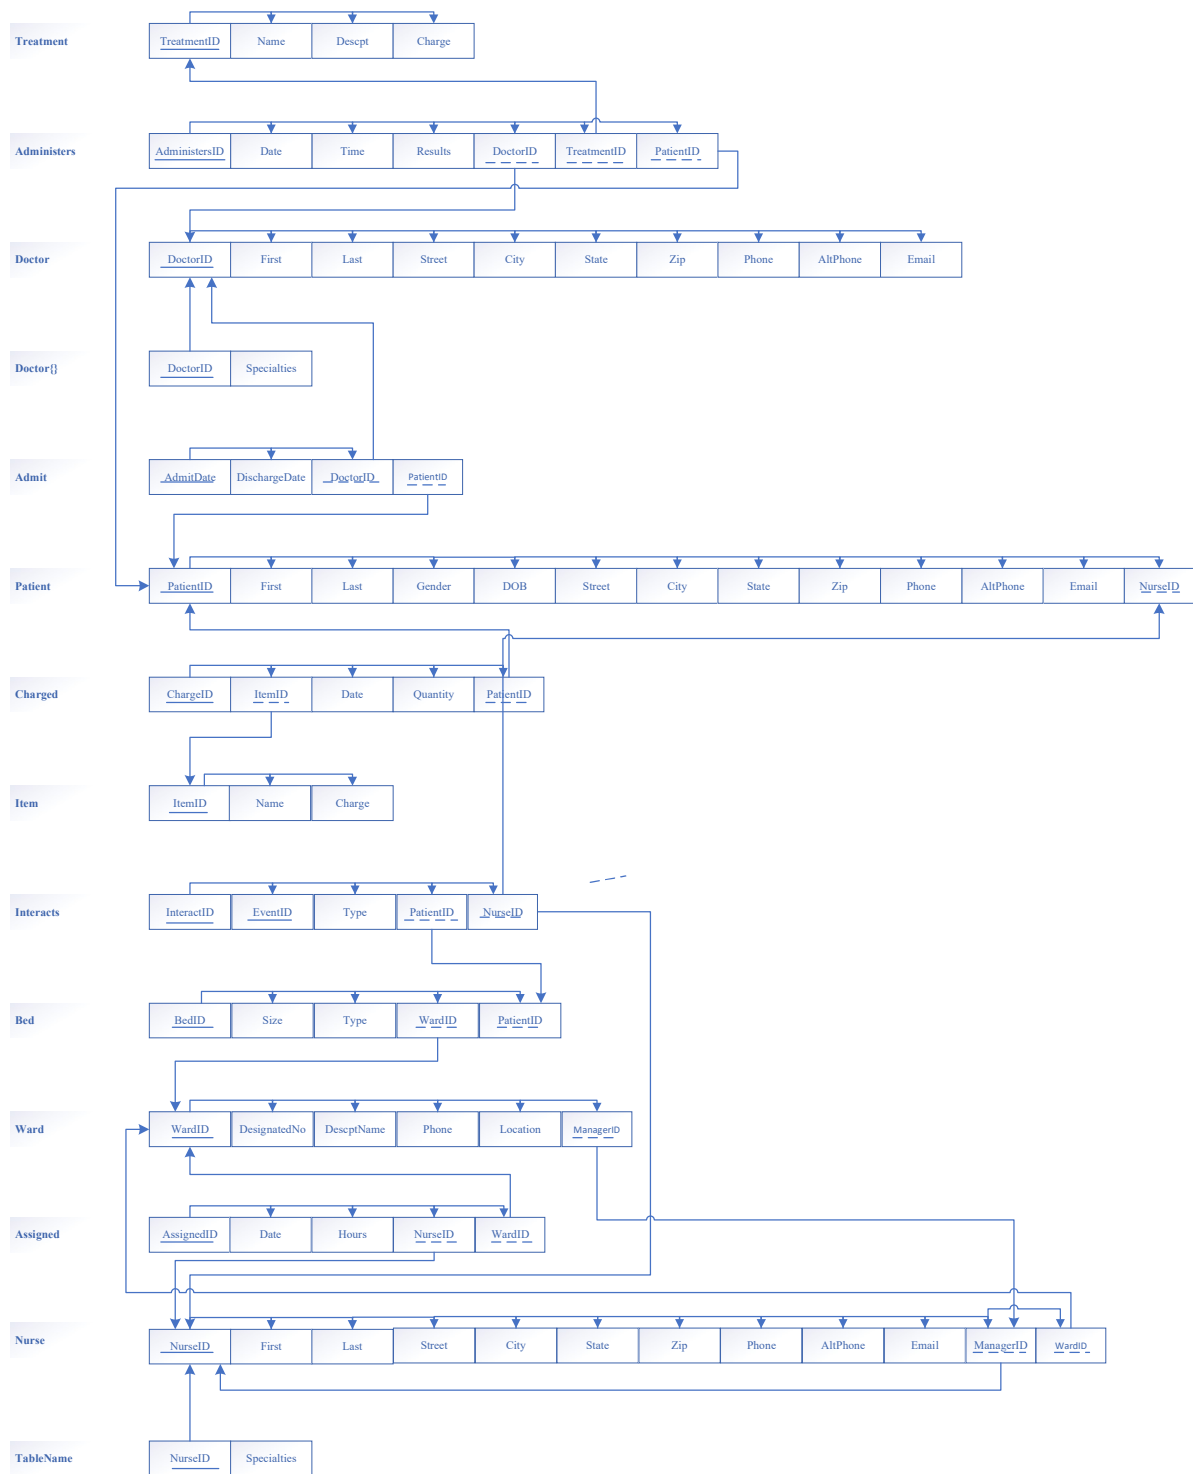 Treatment TreatmentID Name Descpt Charge
Administers AdministersID Date Time Results DoctorID TreatmentID PatientID
Doctor DoctorID First Last Street City State Zip Phone AltPhone Email
Doctor{} DoctorID Specialties
Admit AdmitDate DischargeDate DoctorID PatientID
Patient PatientID First Last Gender DOB Street City State Zip Phone AltPhone Email NurseID
Charged ChargeID ItemID Date Quantity PatientID
Item ItemID Name Charge
Interacts InteractID EventID Type PatientID NurseID
Bed BedID Size Type WardID PatientID
Ward WardID DesignatedNo DescptName Phone Location ManagerID
Assigned AssignedID Date Hours NurseID WardID
Nurse NurseID First Last Street City State Zip Phone AltPhone Email ManagerID WardID
TableName NurseID Specialties